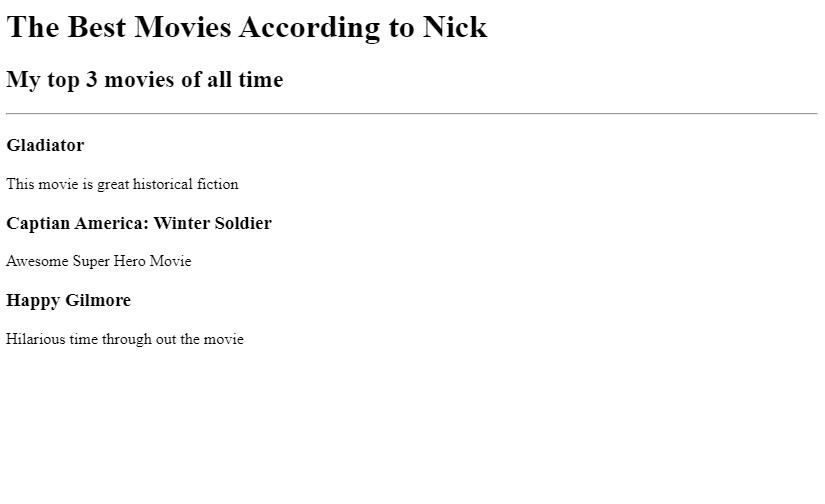 The Best Movies According to Nick
My top 3 movies of all time
Gladiator
This movie is great historical fiction
Captian America: Winter Soldier
Awesome Super Hero Movie
Happy Gilmore
Hilarious time through out the movie